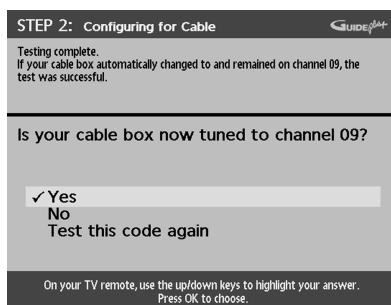 STEP 2: Configuring for Cable GUIDE plus+
Testing complete.
If your cable box automatically changed to and remained on channel 09, the
test was successful.
Is your cable box now tuned to channel 09?
✓ Yes
No
Test this code again
On your TV remote, use the up/down keys to highlight your answer.
Press OK to choose.